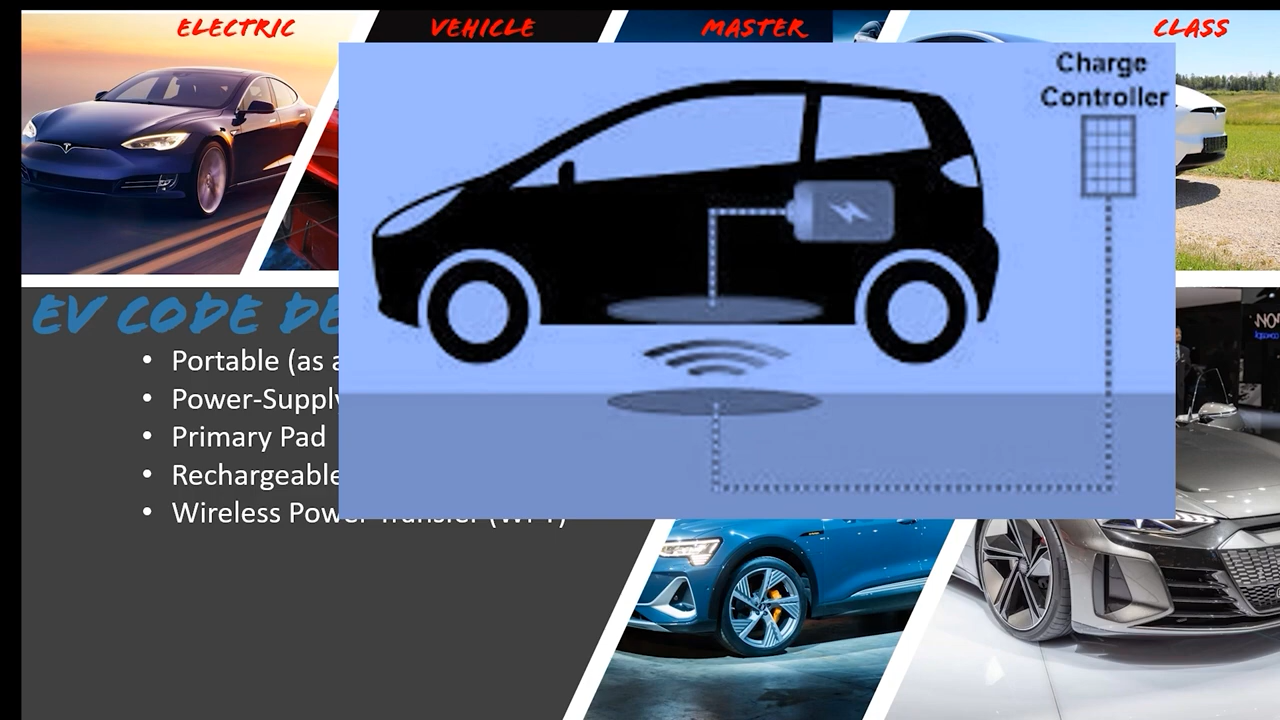 ELECTRIC VEHICLE MASTER CLASS
Charge
Controller
EV CODE DE
• Portable (as a
• Power-Supply
• Primary Pad
• Rechargeable
• Wireless Power Transfer (WPT)